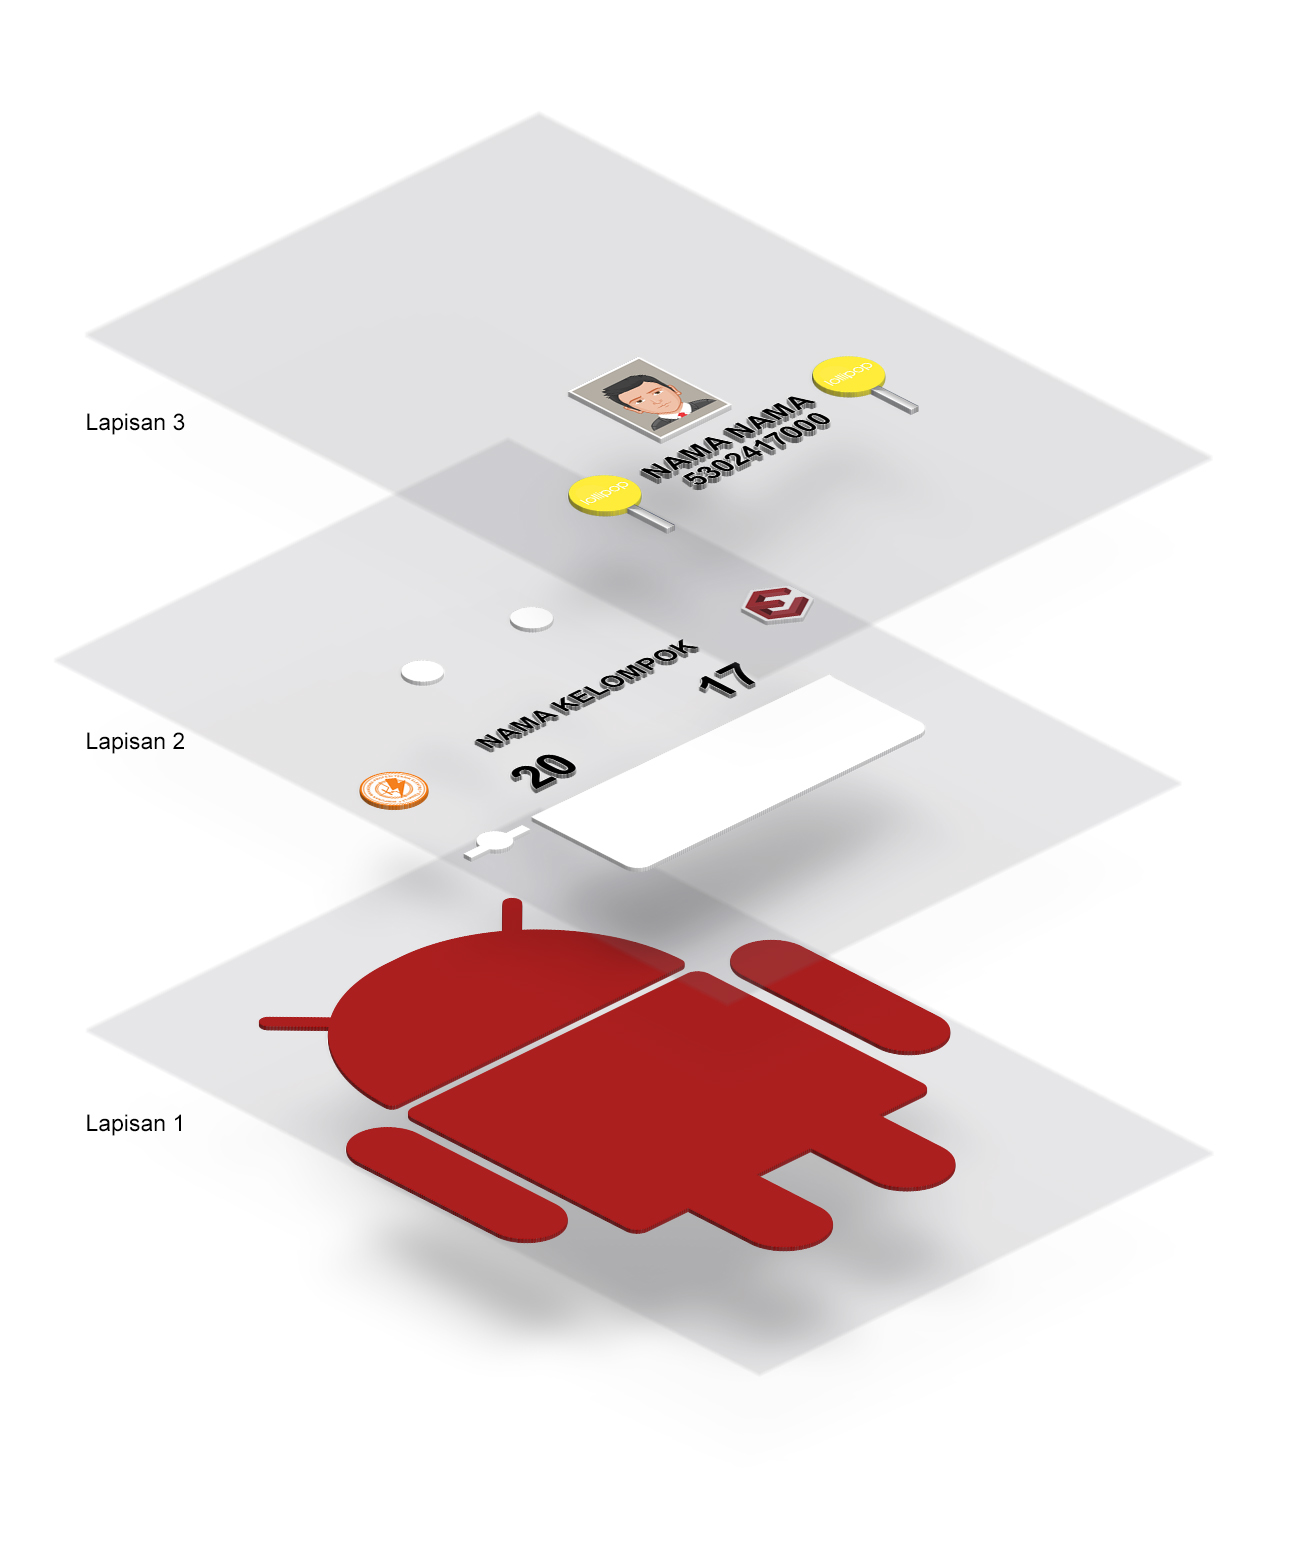 lollipop
Lapisan 3
NAMA NAMA
5302417000
lollipop
Lapisan 2
NAMA KELOMPOK
17
20
Lapisan 1